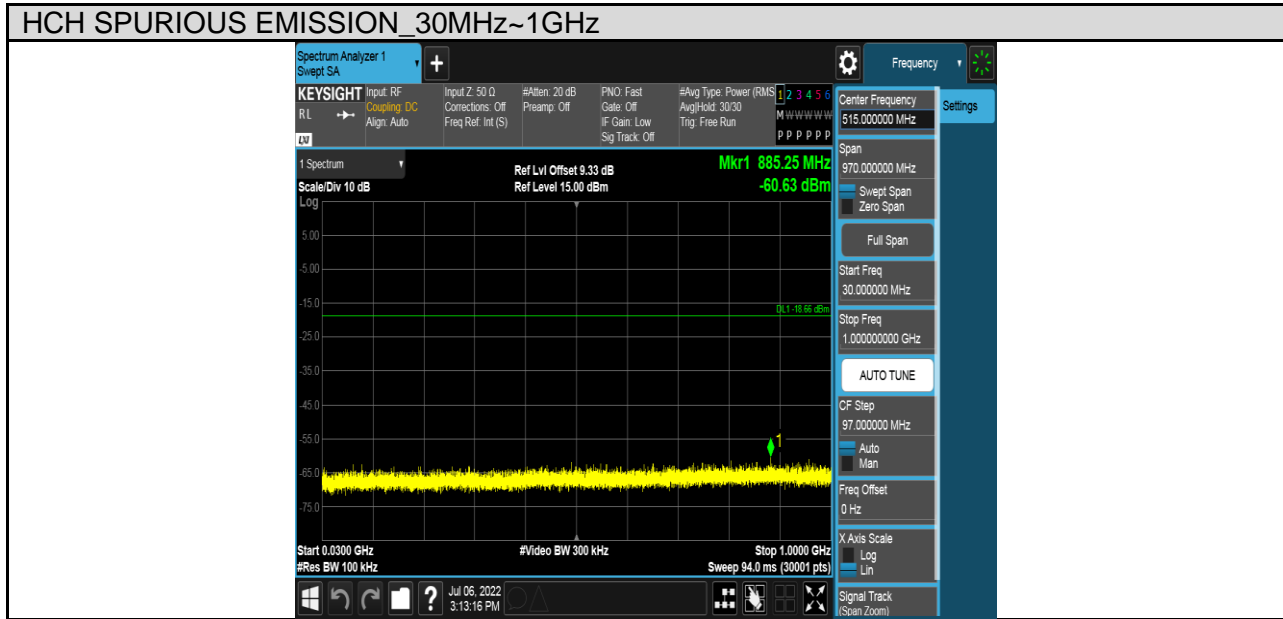 HCH SPURIOUS EMISSION_30MHz~1GHz
Spectrum Analyzer 1
Swept SA
+
Frequency
KEYSIGHT
RL
LXI
Input: RF
Coupling: DC
Align: Auto
Input Z: 50 Ω
Corrections: Off
Freq Ref: Int (S)
#Atten: 20 dB
Preamp: Off
PNO: Fast
Gate: Off
IF Gain: Low
Sig Track: Off
#Avg Type: Power (RMS
Avg|Hold: 30/30
Trig: Free Run
1 2 3 4 5 6
M W W W W W
P P P P P P
1 Spectrum
Scale/Div 10 dB
Log
Ref Lvl Offset 9.33 dB
Ref Level 15.00 dBm
Mkr1 885.25 MHz
-60.63 dBm
5.00
-5.00
-15.0
DL1 -18.66 dBm
-25.0
-35.0
-45.0
-55.0
1
-65.0
-75.0
Start 0.0300 GHz
#Res BW 100 kHz
#Video BW 300 kHz
Stop 1.0000 GHz
Sweep 94.0 ms (30001 pts)
?
Jul 06, 2022
3:13:16 PM
Center Frequency
515.000000 MHz
Settings
Span
970.000000 MHz
Swept Span
Zero Span
Full Span
Start Freq
30.000000 MHz
Stop Freq
1.000000000 GHz
AUTO TUNE
CF Step
97.000000 MHz
Auto
Man
Freq Offset
0 Hz
X Axis Scale
Log
Lin
Signal Track
(Span Zoom)